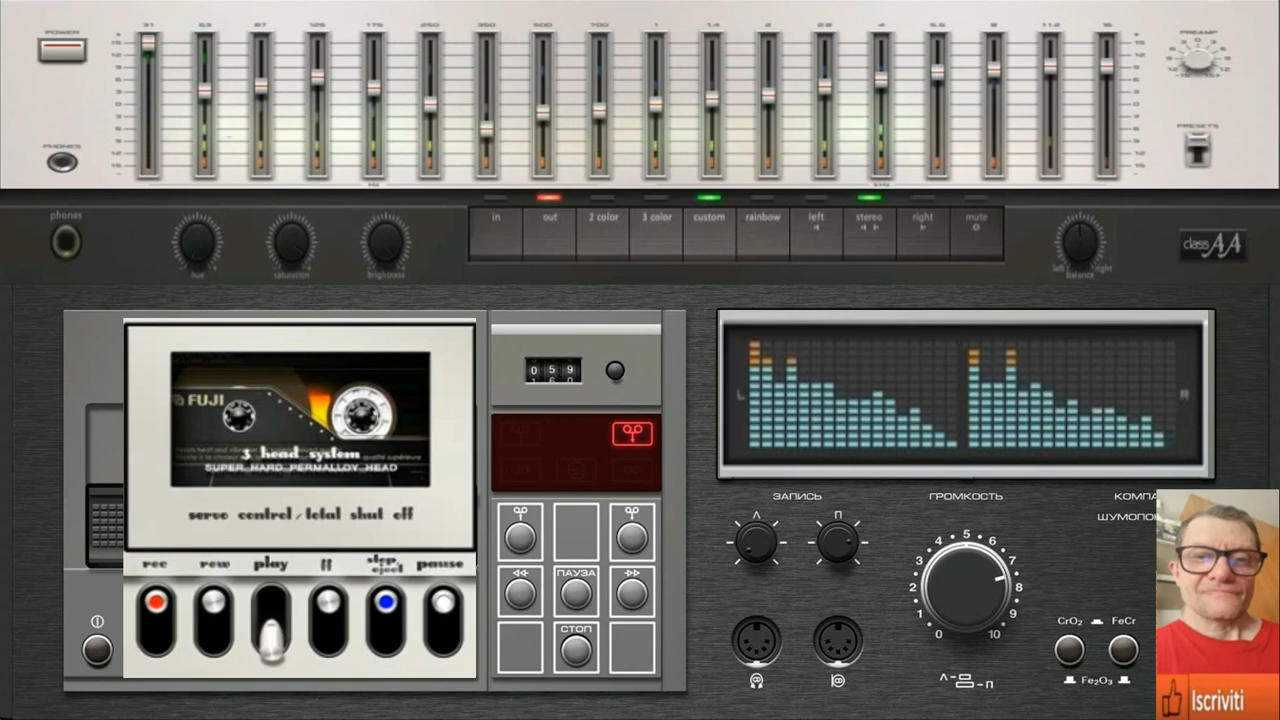 POWER
31 63 87 125 175 250 350 500 700 1 1.4 2 2.8 4 5.6 8 11.2 16
PREAMP
PHONES
PRESETS
phones
hue
saturation
brightness
in out 2 color 3 color custom rainbow left stereo right mute
left right
balance
class AA
FUJI
3 head system
SUPER HARD PERMALLOY HEAD
servo control/total shut off
rec rew play ff stop eject pause
0 5 9
ПАУЗА
СТОП
L
R
ЗАПИСЬ
ГРОМКОСТЬ
КОМПА
ШУМОПО
Л
П
0 1 2 3 4 5 6 7 8 9 10
Л П
CrO₂
FeCr
Fe₂O₃
Iscriviti